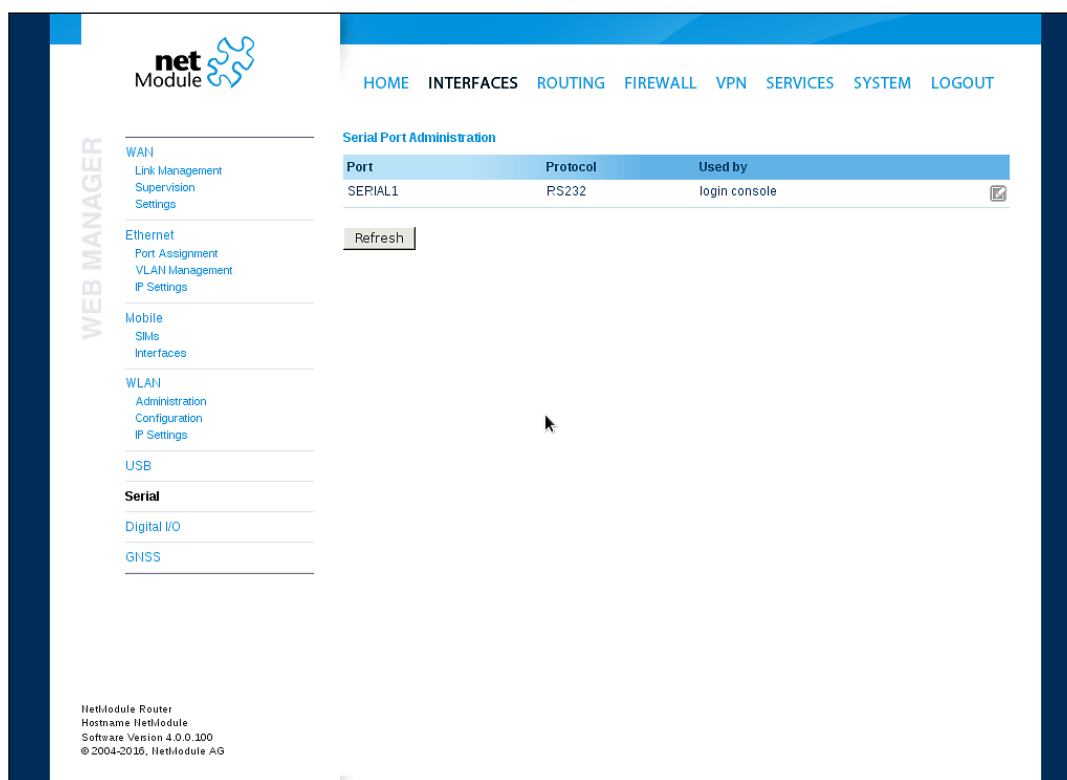 net
Module
HOME INTERFACES ROUTING FIREWALL VPN SERVICES SYSTEM LOGOUT
WEB MANAGER
WAN
Link Management
Supervision
Settings
Ethernet
Port Assignment
VLAN Management
IP Settings
Mobile
SIMs
Interfaces
WLAN
Administration
Configuration
IP Settings
USB
Serial
Digital I/O
GNSS
Serial Port Administration
Port Protocol Used by
SERIAL1 RS232 login console
Refresh
NetModule Router
Hostname NetModule
Software Version 4.0.0.100
© 2004-2016, NetModule AG